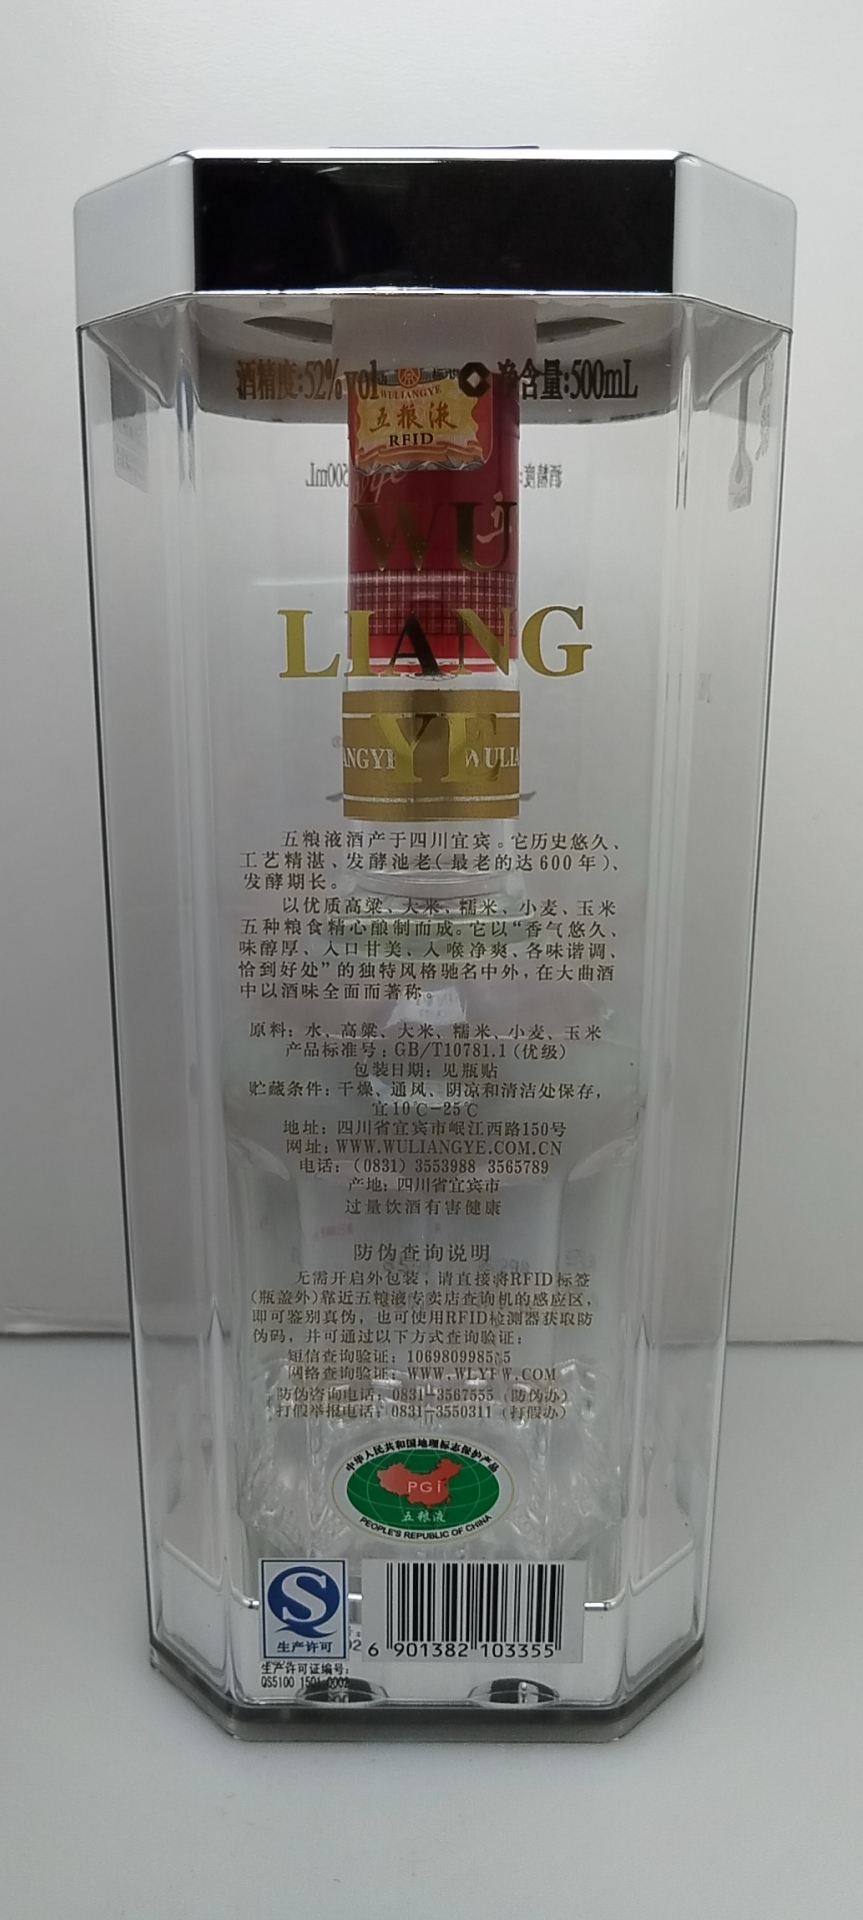 酒精度:52%vol
净含量:500mL
WULIANGYE
五粮液
RFID
WU
LIANG
YE
ANGYE
WULIA
五粮液酒产于四川宜宾。它历史悠久、
工艺精湛、发酵池老(最老的达600年)、
发酵期长。
以优质高粱、大米、糯米、小麦、玉米
五种粮食精心酿制而成。它以“香气悠久、
味醇厚、入口甘美、入喉净爽、各味谐调、
恰到好处”的独特风格驰名中外,在大曲酒
中以酒味全面而著称。
原料:水、高粱、大米、糯米、小麦、玉米
产品标准号:GB/T10781.1(优级)
包装日期:见瓶贴
贮藏条件:干燥、通风、阴凉和清洁处保存,
宜10℃-25℃
地址:四川省宜宾市岷江西路150号
网址:WWW.WULIANGYE.COM.CN
电话:(0831)3553988 3565789
产地:四川省宜宾市
过量饮酒有害健康
防伪查询说明
无需开启外包装,请直接将RFID标签
(瓶盖外)靠近五粮液专卖店查询机的感应区,
即可鉴别真伪,也可使用RFID检测器获取防
伪码,并可通过以下方式查询验证:
短信查询验证:
网络查询验证:WWW.WLYFW.COM
防伪咨询电话:0831-3567555(防伪办)
打假举报电话:0831-3550311(打假办)
中华人民共和国地理标志保护产品
PGI
五粮液
PEOPLE'S REPUBLIC OF CHINA
生产许可
6 901382 103355
生产许可证编号:
QS5100 1501 0002